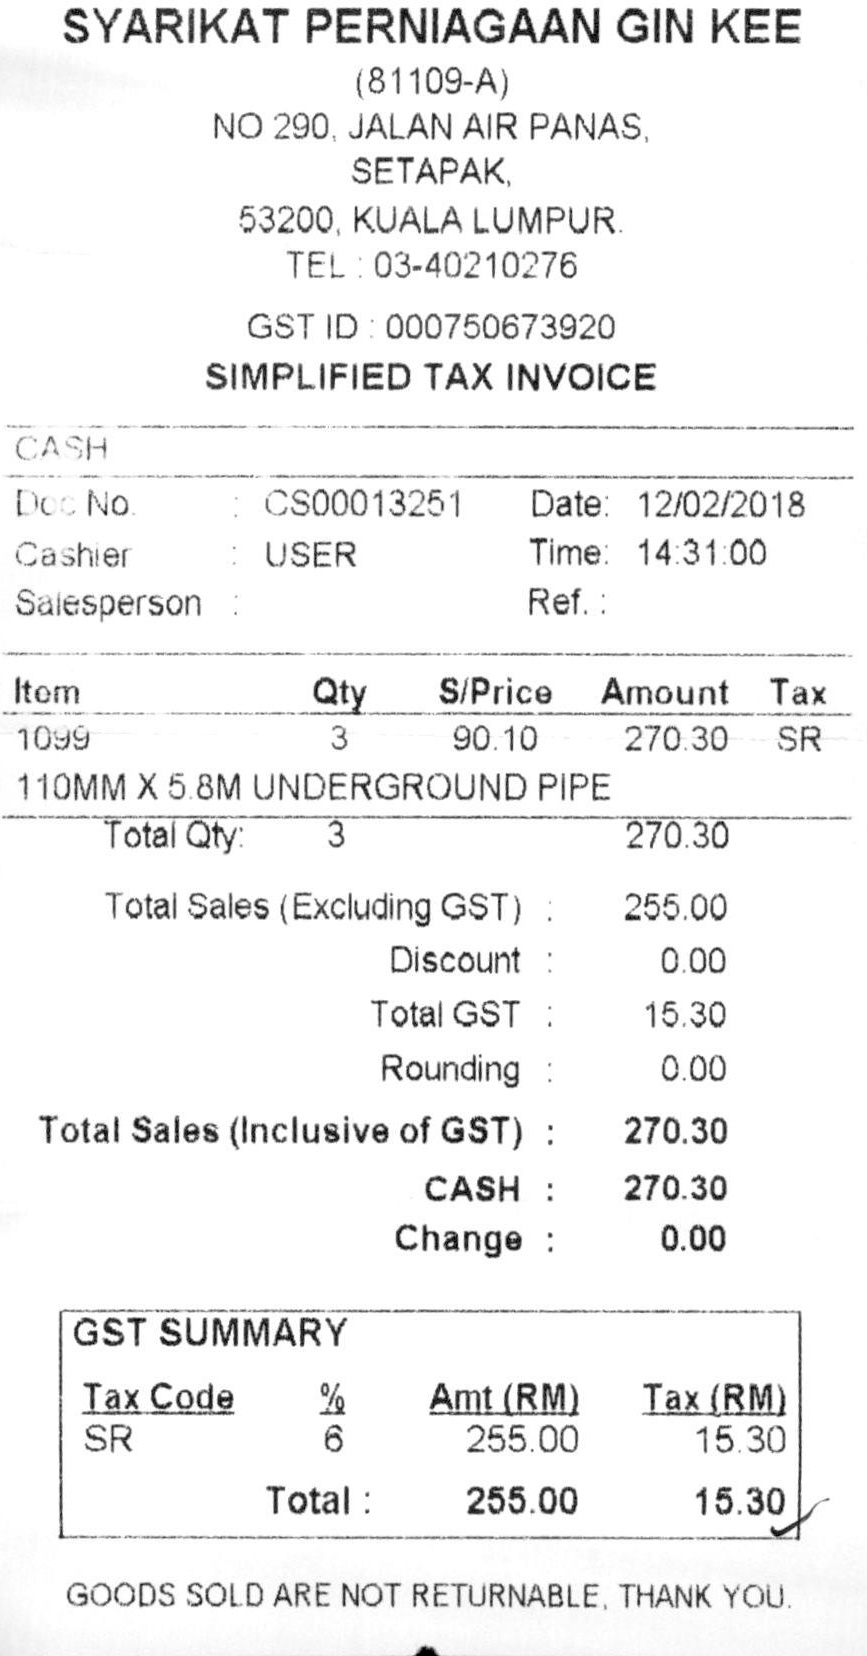 SYARIKAT PERNIAGAAN GIN KEE
(81109-A)
NO 290, JALAN AIR PANAS,
SETAPAK,
53200, KUALA LUMPUR.
TEL : 03-40210276
GST ID : 000750673920
SIMPLIFIED TAX INVOICE
CASH
Doc No. : CS00013251 Date: 12/02/2018
Cashier : USER Time: 14:31:00
Salesperson : Ref. :
Item Qty S/Price Amount Tax
1099 3 90.10 270.30 SR
110MM X 5.8M UNDERGROUND PIPE
Total Qty: 3 270.30
Total Sales (Excluding GST) : 255.00
Discount : 0.00
Total GST : 15.30
Rounding : 0.00
Total Sales (Inclusive of GST) : 270.30
CASH : 270.30
Change : 0.00
GST SUMMARY
Tax Code % Amt (RM) Tax (RM)
SR 6 255.00 15.30
Total : 255.00 15.30
GOODS SOLD ARE NOT RETURNABLE, THANK YOU.